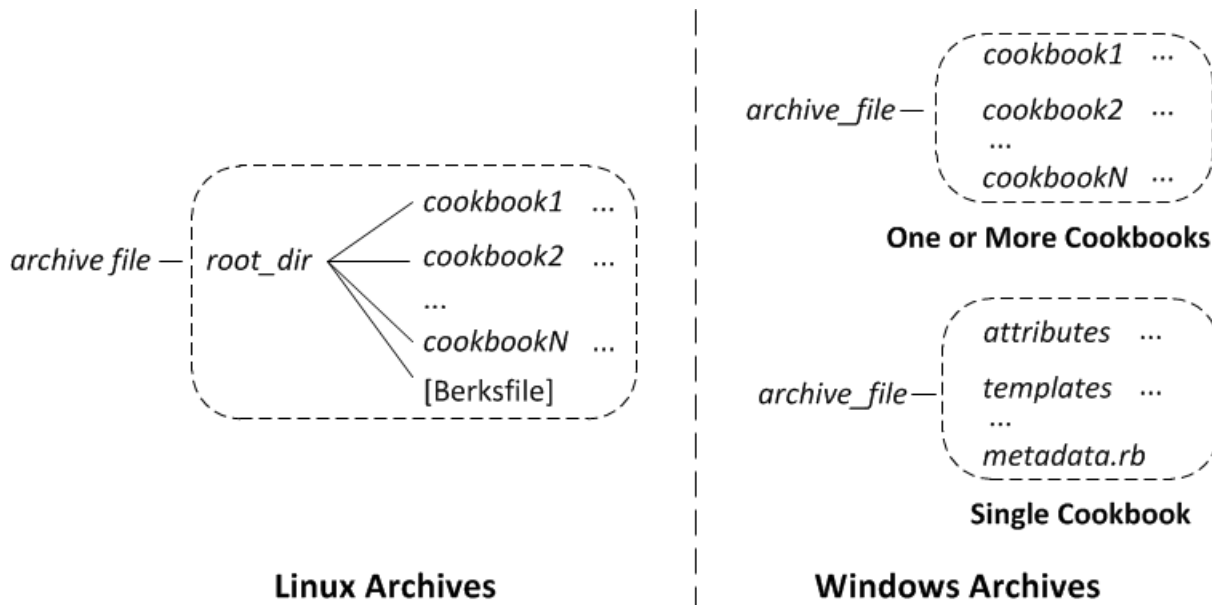 archive file
root_dir
cookbook1 ...
cookbook2 ...
...
cookbookN ...
[Berksfile]
Linux Archives
archive_file
cookbook1 ...
cookbook2 ...
...
cookbookN ...
One or More Cookbooks
archive_file
attributes ...
templates ...
...
metadada.rb
Single Cookbook
Windows Archives